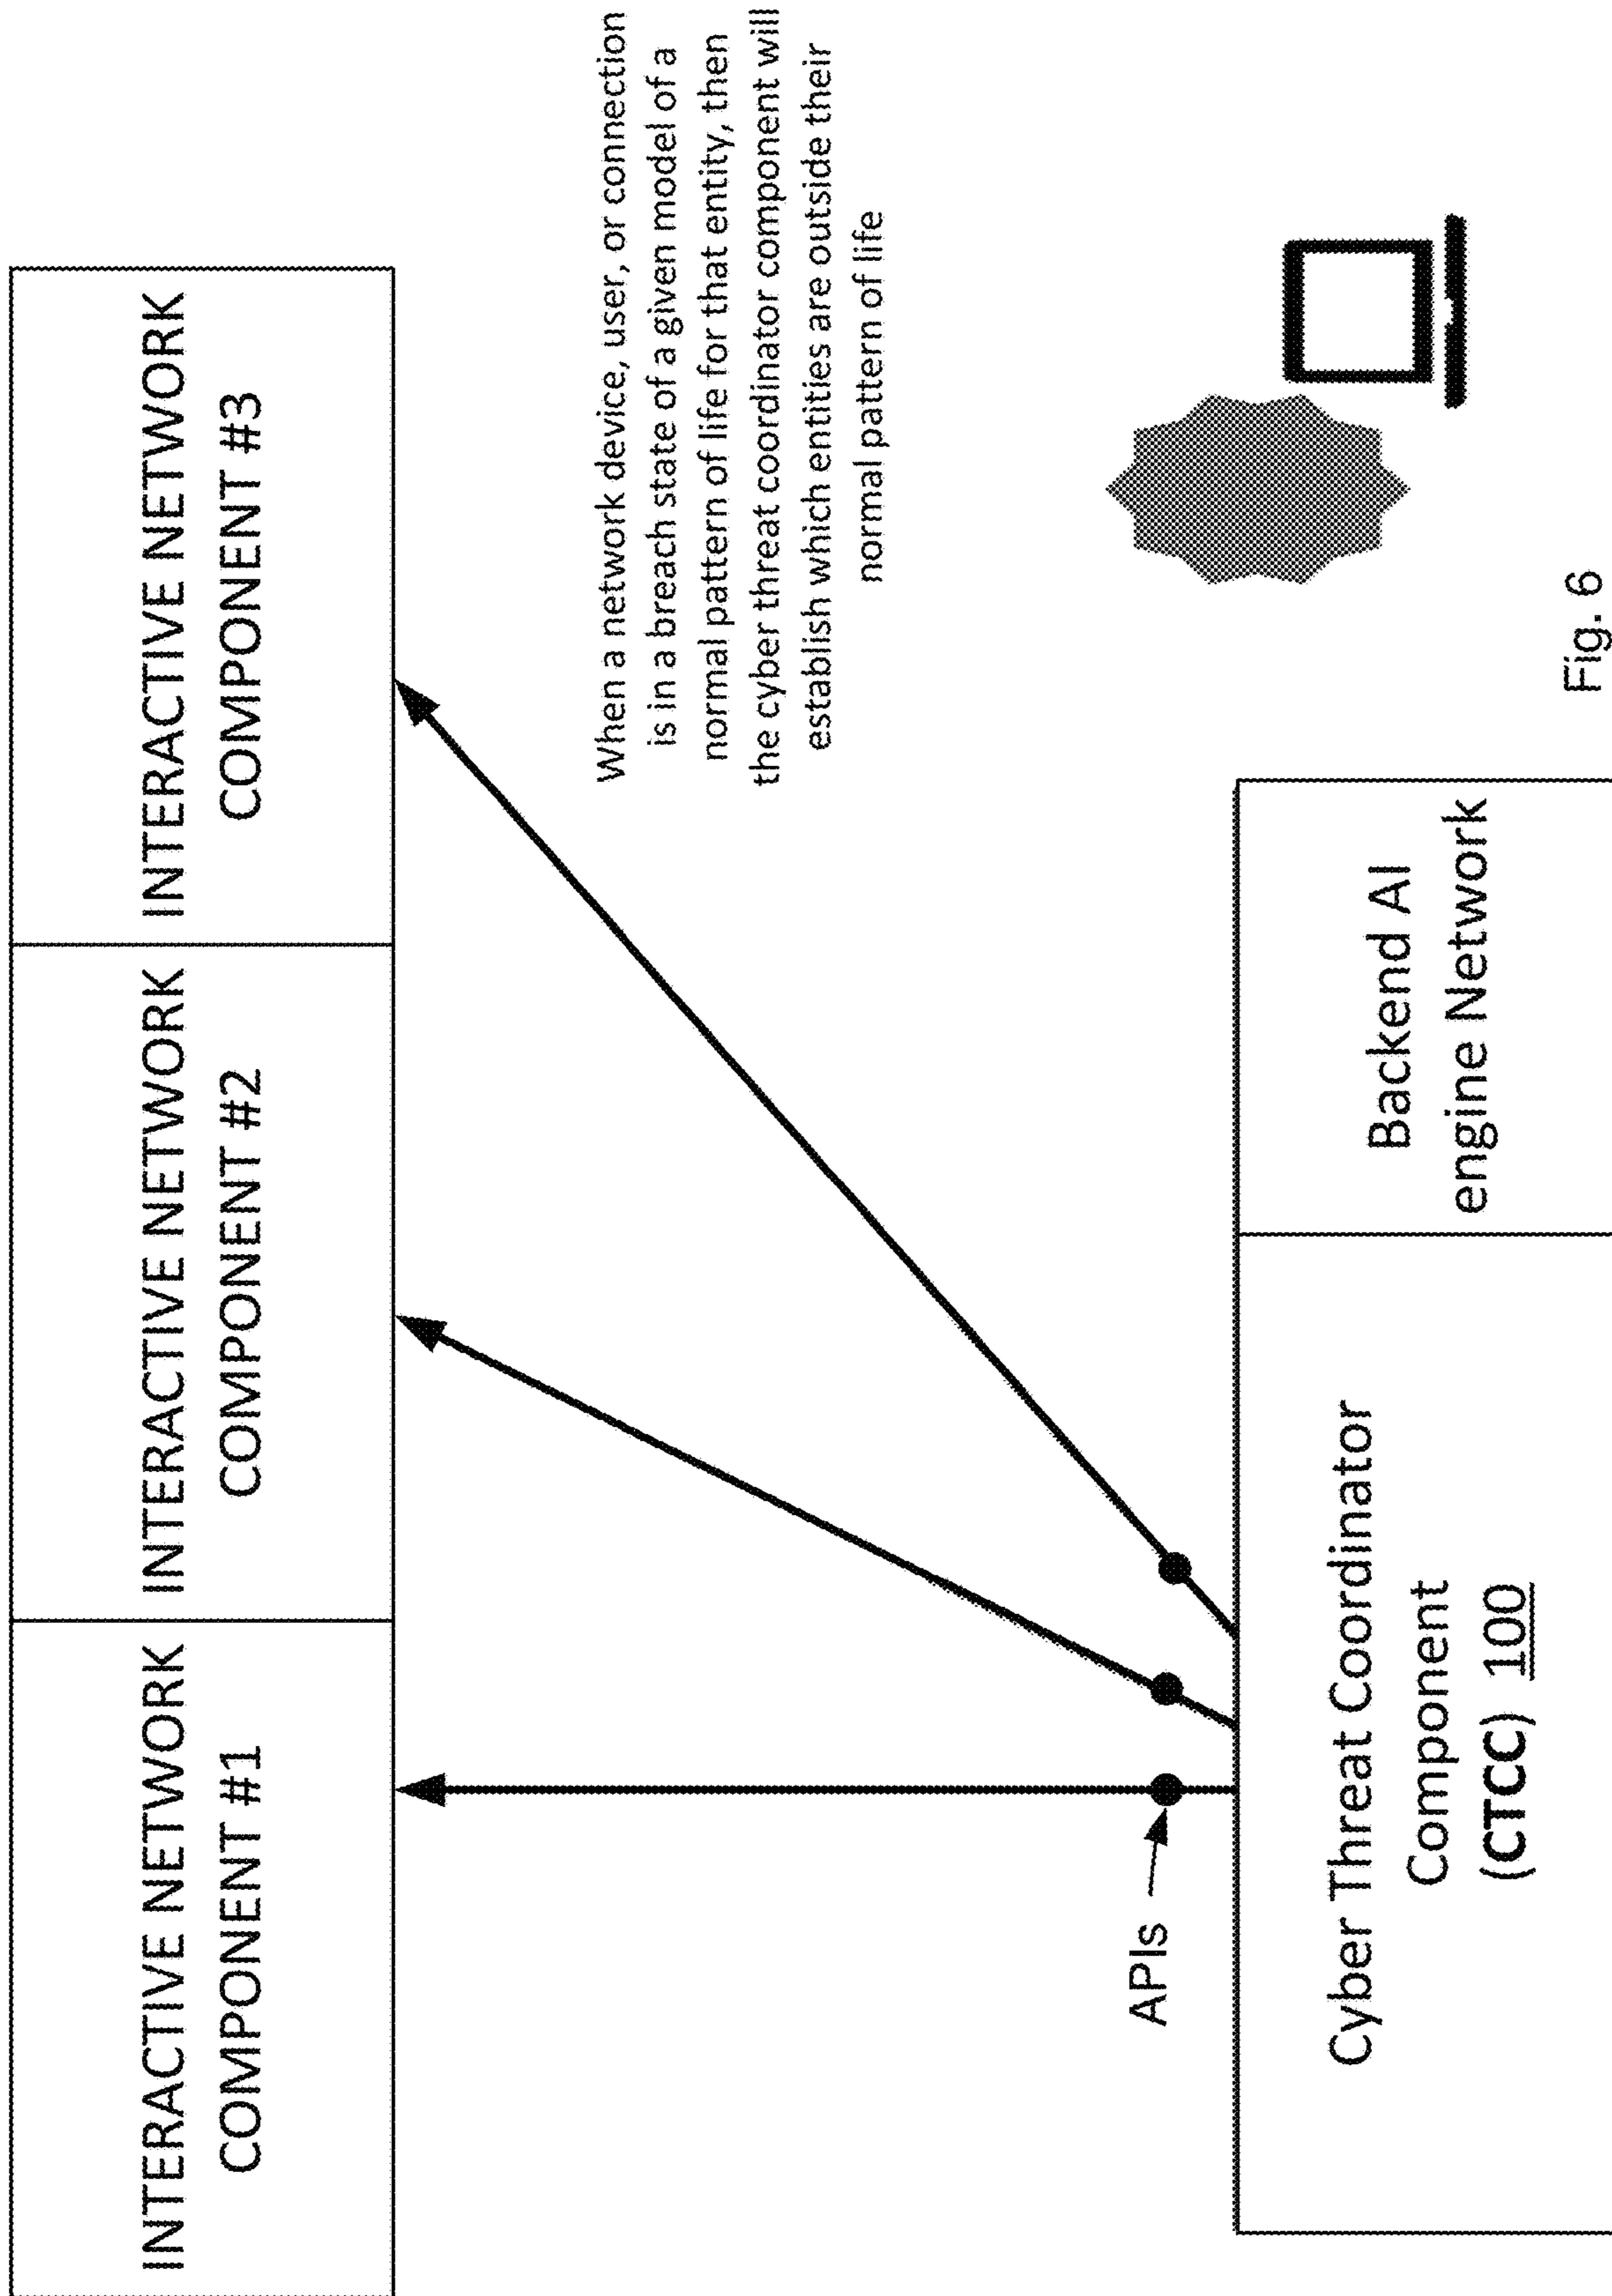 INTERACTIVE NETWORK
COMPONENT #1
INTERACTIVE NETWORK
COMPONENT #2
INTERACTIVE NETWORK
COMPONENT #3
When a network device, user, or connection
is in a breach state of a given model of a
normal pattern of life for that entity, then
the cyber threat coordinator component will
establish which entities are outside their
normal pattern of life
APIs
Cyber Threat Coordinator
Component
(CTCC) 100
Backend AI
engine Network
Fig. 6